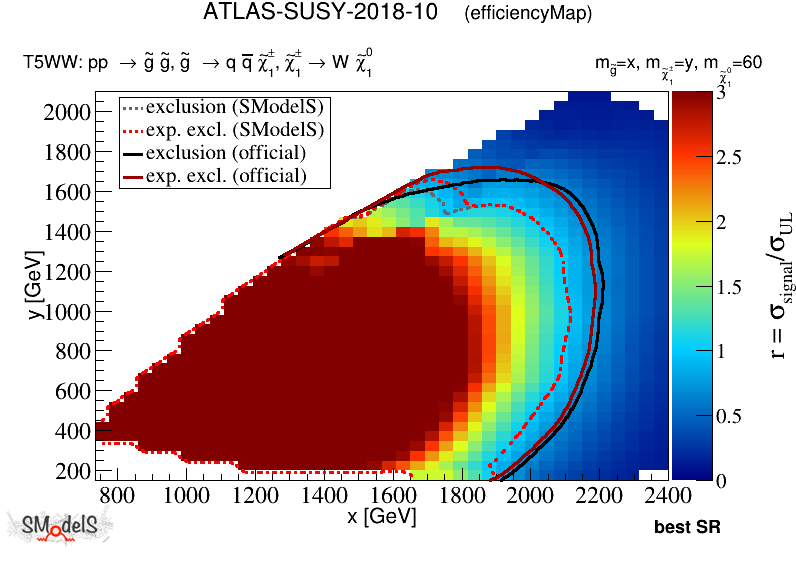 ATLAS-SUSY-2018-10 (efficiencyMap)
T5WW: pp → g̃ g̃, g̃ → q q̅ χ̃₁±, χ̃₁± → W χ̃₁⁰
m_g̃=x, m_χ̃₁±=y, m_χ̃₁⁰=60
exclusion (SModelS)
exp. excl. (SModelS)
exclusion (official)
exp. excl. (official)
y [GeV]
2000
1800
1600
1400
1200
1000
800
600
400
200
800 1000 1200 1400 1600 1800 2000 2200 2400
x [GeV]
3
2.5
2
1.5
1
0.5
0
r = σ_signal/σ_UL
SModelS
best SR